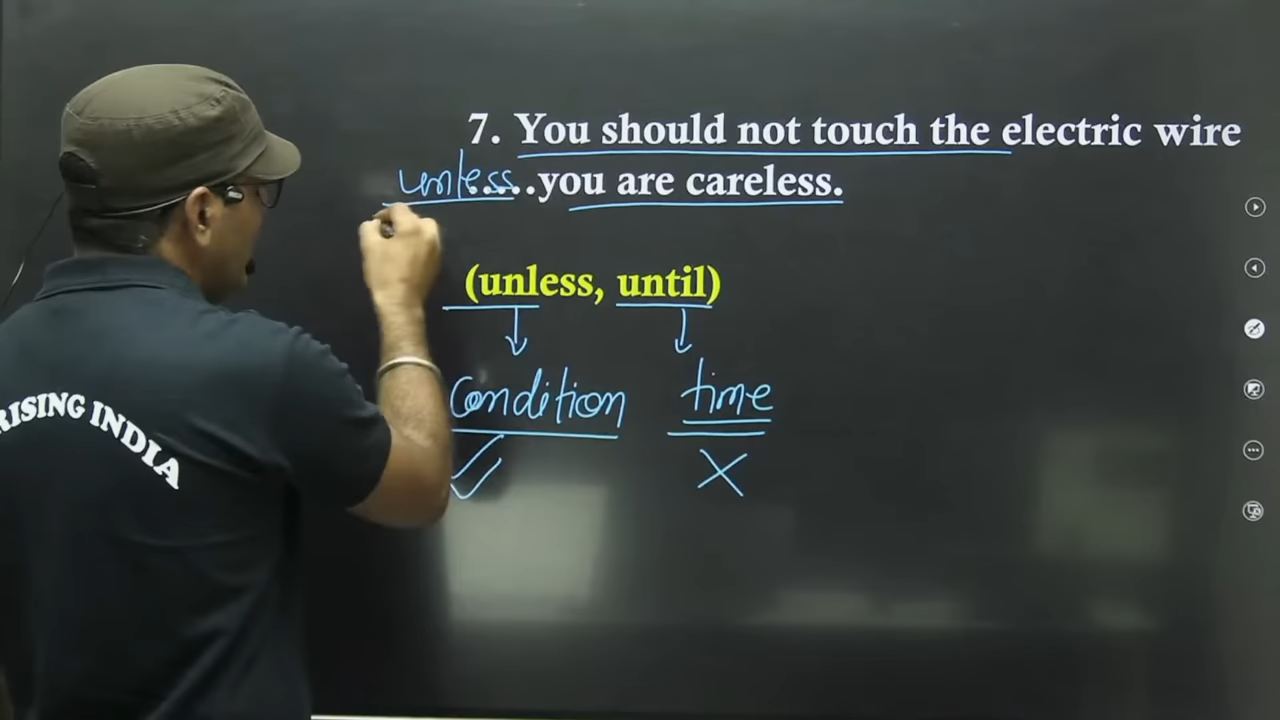 7. You should not touch the electric wire
unless .....you are careless.
(unless, until)
condition time
RISING INDIA